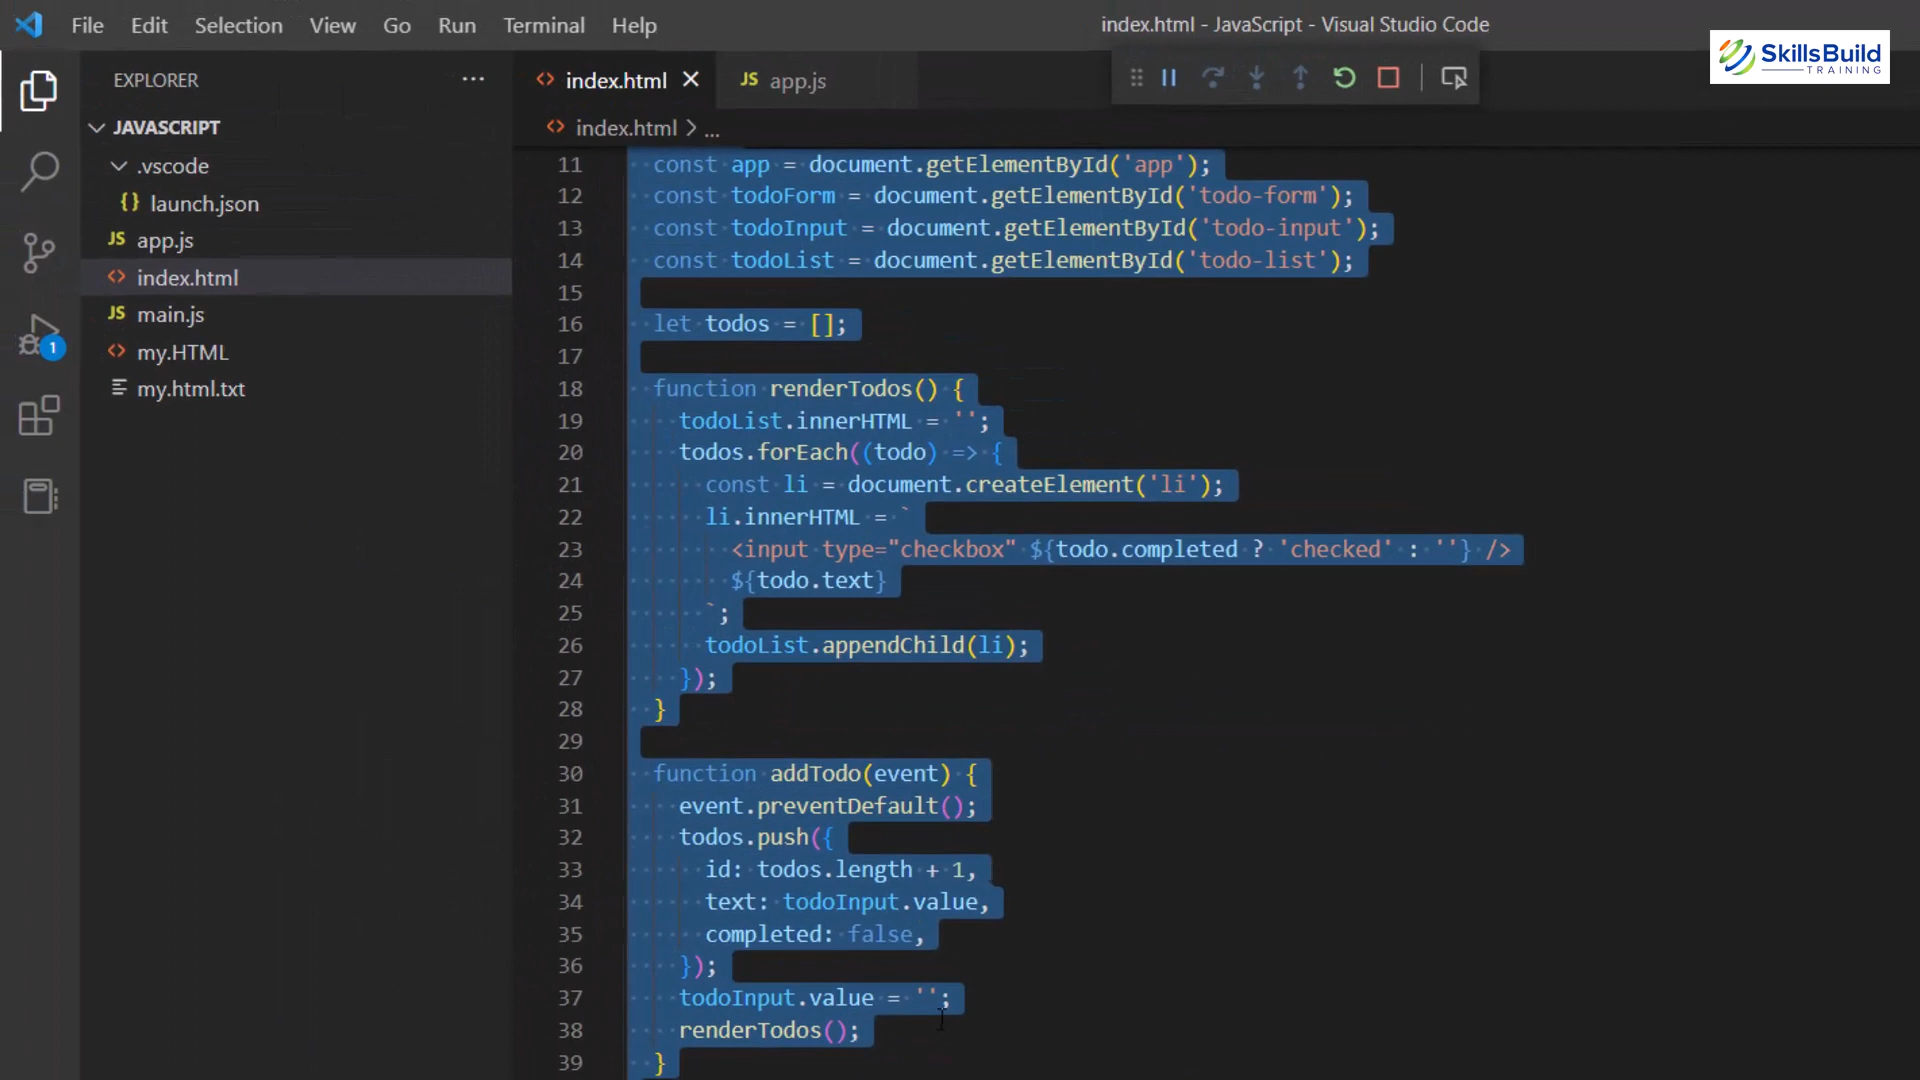 File Edit Selection View Go Run Terminal Help
index.html - JavaScript - Visual Studio Code
SkillsBuild
TRAINING
EXPLORER
JAVASCRIPT
.vscode
launch.json
JS app.js
index.html
JS main.js
my.HTML
my.html.txt
1
index.html
JS app.js
index.html > ...
11 const app = document.getElementById('app');
12 const todoForm = document.getElementById('todo-form');
13 const todoInput = document.getElementById('todo-input');
14 const todoList = document.getElementById('todo-list');
15
16 let todos = [];
17
18 function renderTodos() {
19 todoList.innerHTML = '';
20 todos.forEach((todo) => {
21 const li = document.createElement('li');
22 li.innerHTML = `
23 <input type="checkbox" ${todo.completed ? 'checked' : ''} />
24 ${todo.text}
25 `;
26 todoList.appendChild(li);
27 });
28 }
29
30 function addTodo(event) {
31 event.preventDefault();
32 todos.push({
33 id: todos.length + 1,
34 text: todoInput.value,
35 completed: false,
36 });
37 todoInput.value = '';
38 renderTodos();
39 }